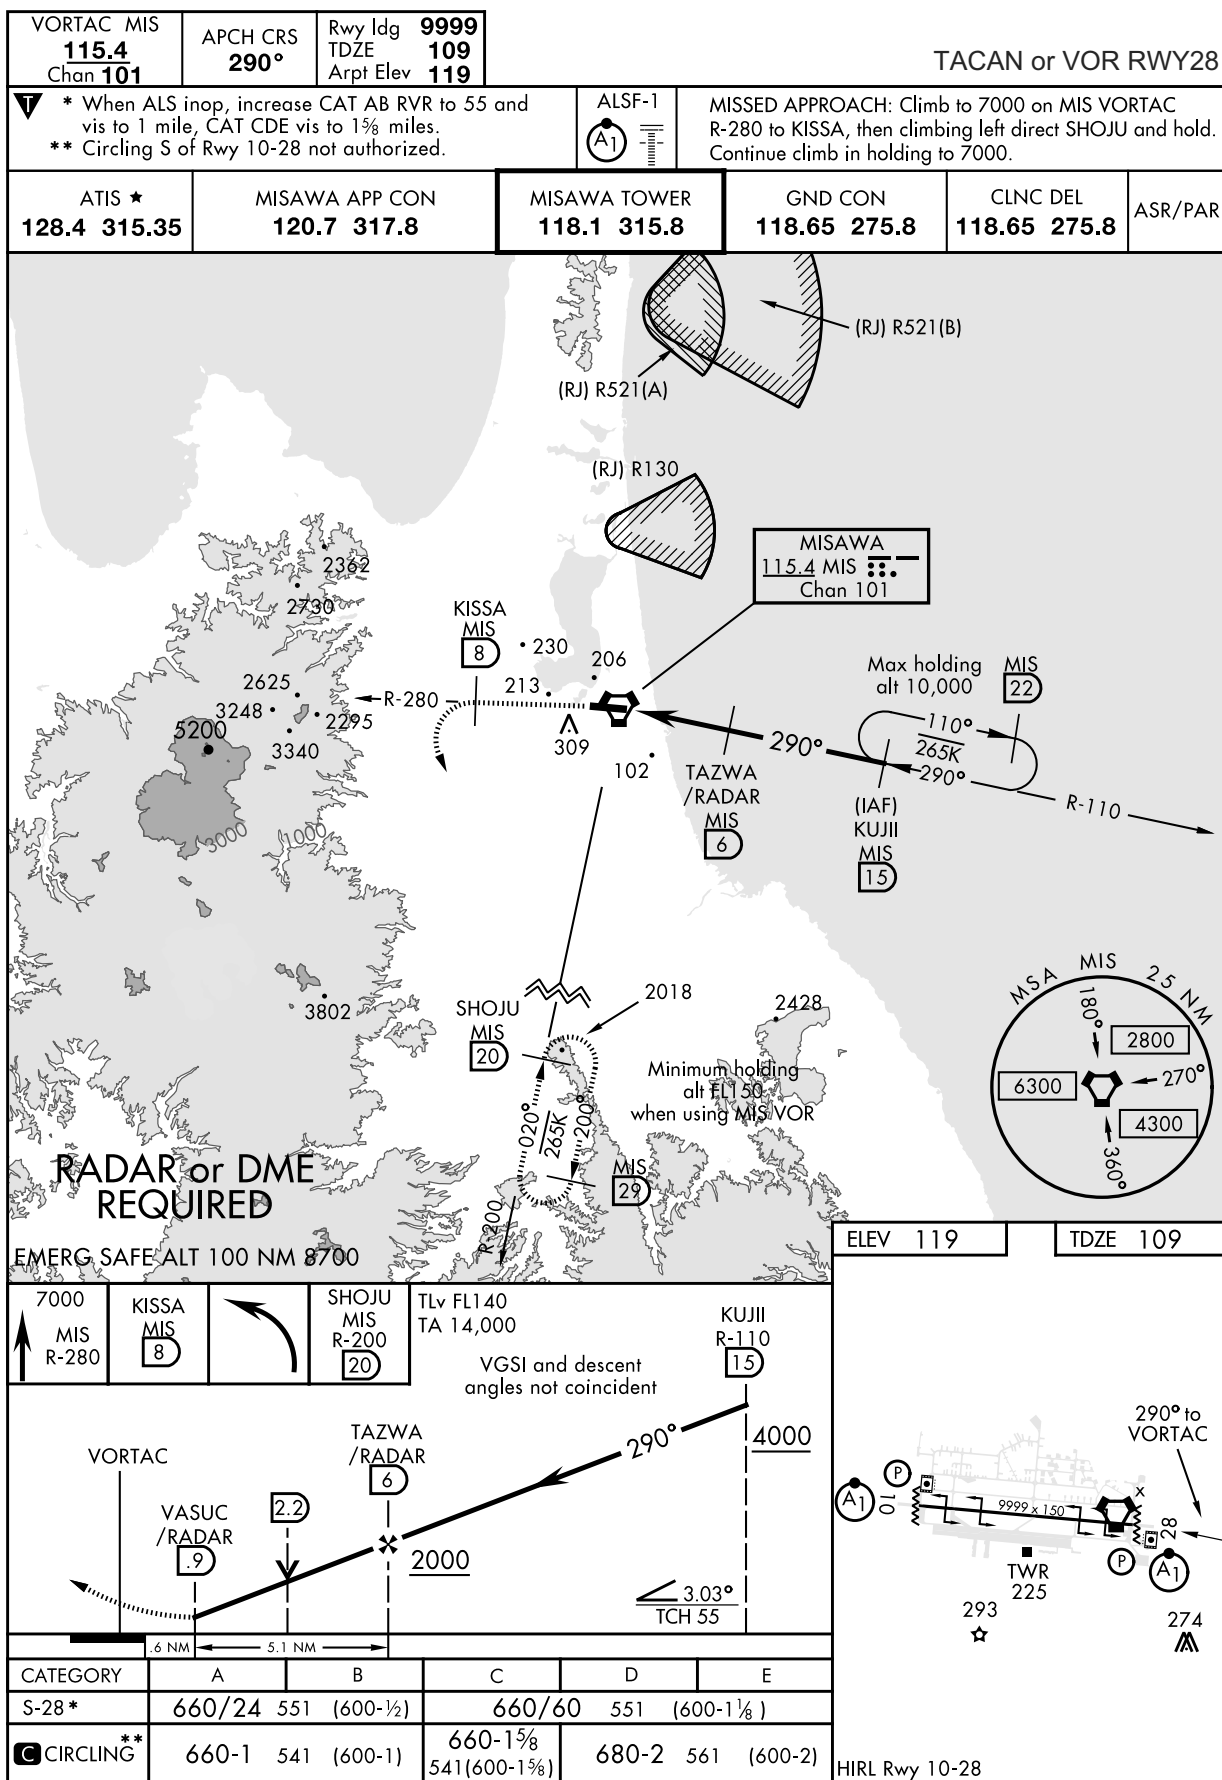 VORTAC MIS
115.4
Chan 101
APCH CRS
290°
Rwy ldg 9999
TDZE 109
Arpt Elev 119
TACAN or VOR RWY28
T
* When ALS inop, increase CAT AB RVR to 55 and
vis to 1 mile, CAT CDE vis to 1⅝ miles.
** Circling S of Rwy 10-28 not authorized.
ALSF-1
A1
MISSED APPROACH: Climb to 7000 on MIS VORTAC
R-280 to KISSA, then climbing left direct SHOJU and hold.
Continue climb in holding to 7000.
ATIS ★
128.4 315.35
MISAWA APP CON
120.7 317.8
MISAWA TOWER
118.1 315.8
GND CON
118.65 275.8
CLNC DEL
118.65 275.8
ASR/PAR
(RJ) R521(B)
(RJ) R521(A)
(RJ) R130
MISAWA
115.4 MIS
Chan 101
2362
2730
KISSA
MIS
8
230
206
213
R-280
309
102
2625
3248
2295
5200
3340
3000
1000
Max holding
alt 10,000
MIS
22
110°
265K
290°
290°
R-110
TAZWA
/RADAR
MIS
6
(IAF)
KUJII
MIS
15
3802
SHOJU
MIS
20
2018
2428
Minimum holding
alt FL150
when using MIS VOR
020°
265K
200°
MIS
29
R-200
MSA MIS 25 NM
180°
2800
6300
270°
4300
360°
RADAR or DME
REQUIRED
EMERG SAFE ALT 100 NM 8700
ELEV 119
TDZE 109
7000
MIS
R-280
KISSA
MIS
8
SHOJU
MIS
R-200
20
TLv FL140
TA 14,000
VGSI and descent
angles not coincident
KUJII
R-110
15
290°
4000
VORTAC
TAZWA
/RADAR
6
VASUC
/RADAR
.9
2.2
2000
3.03°
TCH 55
.6 NM
5.1 NM
290° to
VORTAC
A1
P
10
9999 x 150
X
28
P
A1
TWR
225
293
274
HIRL Rwy 10-28
CATEGORY A B C D E
S-28 * 660/24 551 (600-½) 660/60 551 (600-1⅛)
C CIRCLING ** 660-1 541 (600-1) 660-1⅝ 541(600-1⅝) 680-2 561 (600-2)